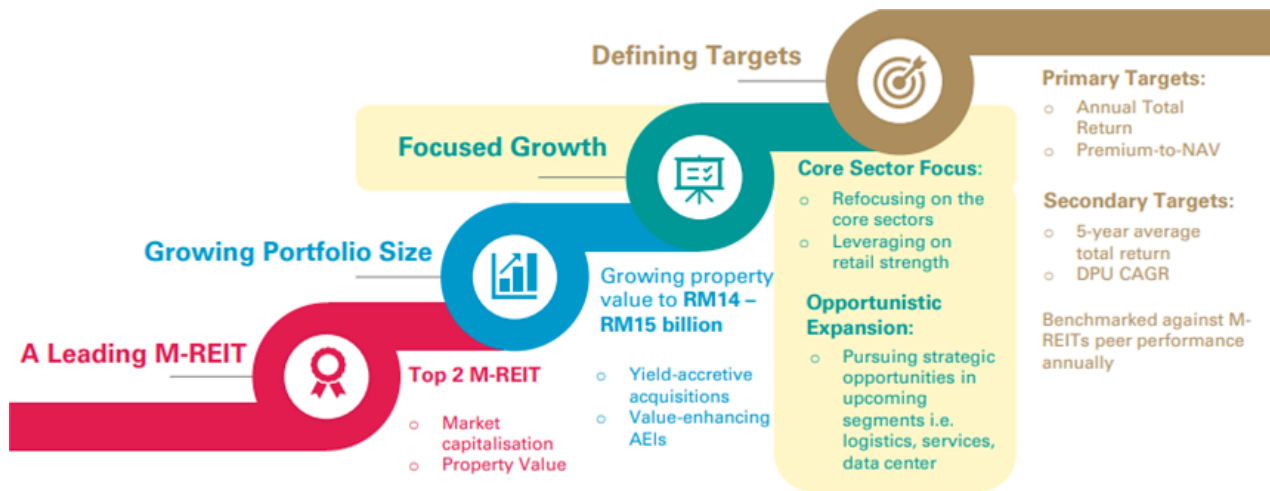 A Leading M-REIT
Top 2 M-REIT
o Market
capitalisation
o Property Value
Growing Portfolio Size
Growing property
value to RM14 –
RM15 billion
o Yield-accretive
acquisitions
o Value-enhancing
AEIs
Focused Growth
Core Sector Focus:
o Refocusing on the
core sectors
o Leveraging on
retail strength
Opportunistic
Expansion:
o Pursuing strategic
opportunities in
upcoming
segments i.e.
logistics, services,
data center
Defining Targets
Primary Targets:
o Annual Total
Return
o Premium-to-NAV
Secondary Targets:
o 5-year average
total return
o DPU CAGR
Benchmarked against M-
REITs peer performance
annually